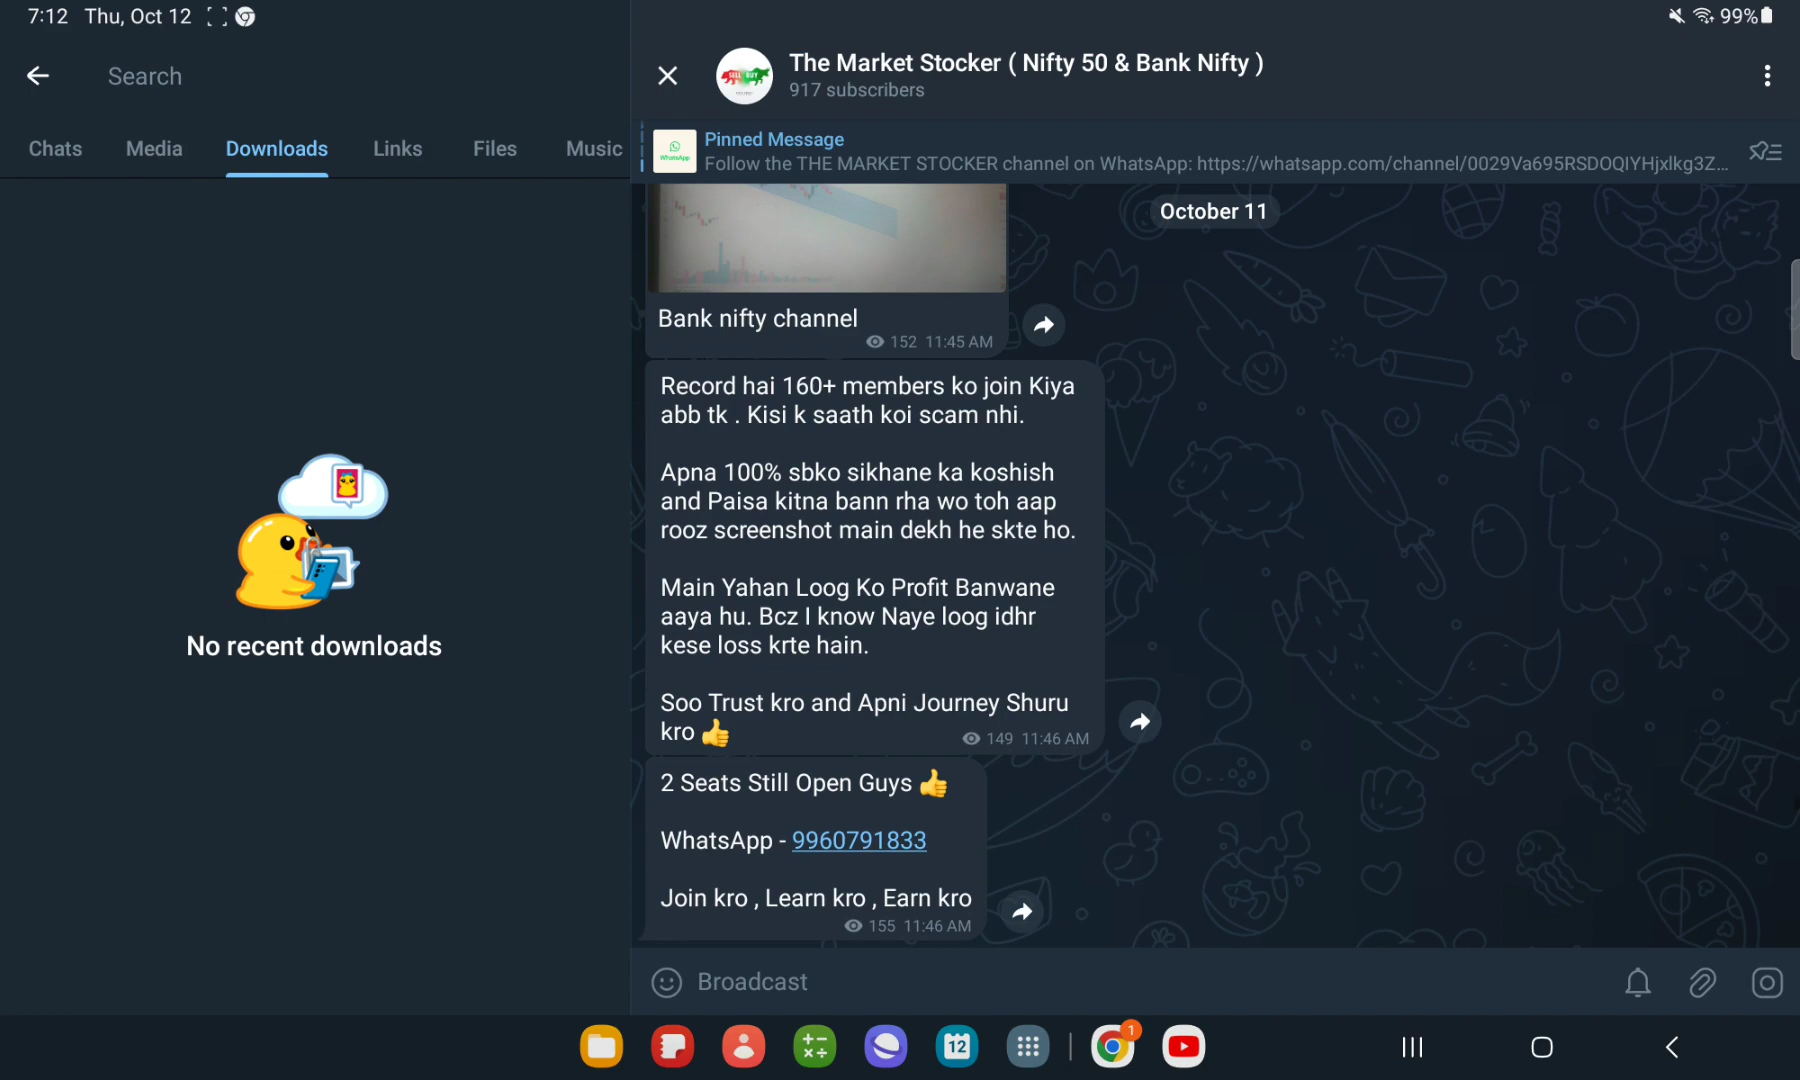 7:12 Thu, Oct 12
99%
Search
Chats Media Downloads Links Files Music
No recent downloads
SELL BUY
The Market Stocker ( Nifty 50 & Bank Nifty )
917 subscribers
WhatsApp
Pinned Message
Follow the THE MARKET STOCKER channel on WhatsApp: https://whatsapp.com/channel/0029Va695RSDOQIYHjxlkg3Z...
October 11
Bank nifty channel
152 11:45 AM
Record hai 160+ members ko join Kiya
abb tk . Kisi k saath koi scam nhi.
Apna 100% sbko sikhane ka koshish
and Paisa kitna bann rha wo toh aap
rooz screenshot main dekh he skte ho.
Main Yahan Loog Ko Profit Banwane
aaya hu. Bcz I know Naye loog idhr
kese loss krte hain.
Soo Trust kro and Apni Journey Shuru
kro 👍
149 11:46 AM
2 Seats Still Open Guys 👍
WhatsApp - 9960791833
Join kro , Learn kro , Earn kro
155 11:46 AM
Broadcast
12
1